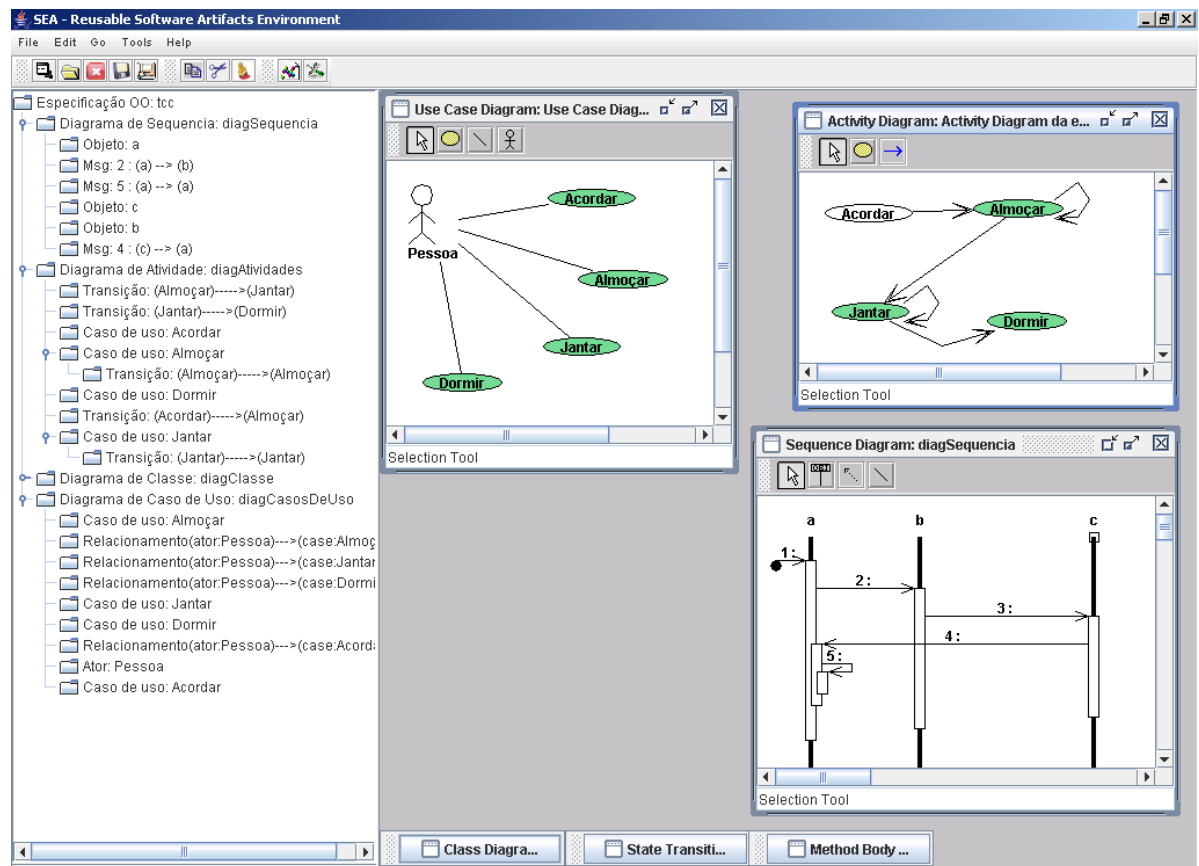 SEA - Reusable Software Artifacts Environment
File Edit Go Tools Help
Especificação OO: tcc
Diagrama de Sequencia: diagSequencia
Objeto: a
Msg: 2 : (a) --> (b)
Msg: 5 : (a) --> (a)
Objeto: c
Objeto: b
Msg: 4 : (c) --> (a)
Diagrama de Atividade: diagAtividades
Transição: (Almoçar)----->(Jantar)
Transição: (Jantar)----->(Dormir)
Caso de uso: Acordar
Caso de uso: Almoçar
Transição: (Almoçar)----->(Almoçar)
Caso de uso: Dormir
Transição: (Acordar)----->(Almoçar)
Caso de uso: Jantar
Transição: (Jantar)----->(Jantar)
Diagrama de Classe: diagClasse
Diagrama de Caso de Uso: diagCasosDeUso
Caso de uso: Almoçar
Relacionamento(ator:Pessoa)--->(case:Almoç
Relacionamento(ator:Pessoa)--->(case:Jantar
Relacionamento(ator:Pessoa)--->(case:Dormi
Caso de uso: Jantar
Caso de uso: Dormir
Relacionamento(ator:Pessoa)--->(case:Acord
Ator: Pessoa
Caso de uso: Acordar
Use Case Diagram: Use Case Diag...
Acordar
Pessoa
Almoçar
Jantar
Dormir
Selection Tool
Activity Diagram: Activity Diagram da e...
Acordar
Almoçar
Jantar
Dormir
Selection Tool
Sequence Diagram: diagSequencia
a b c
1:
2:
3:
4:
5:
Selection Tool
Class Diagra...
State Transiti...
Method Body ...